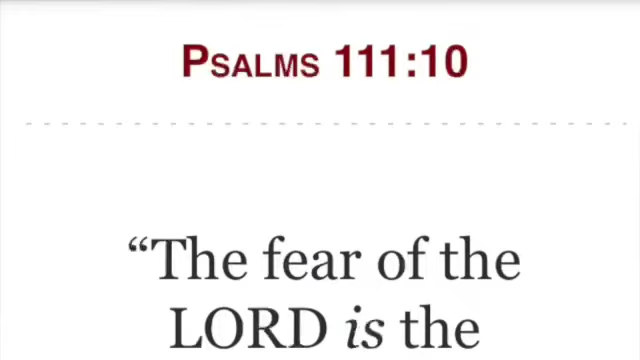 PSALMS 111:10
“The fear of the
LORD is the